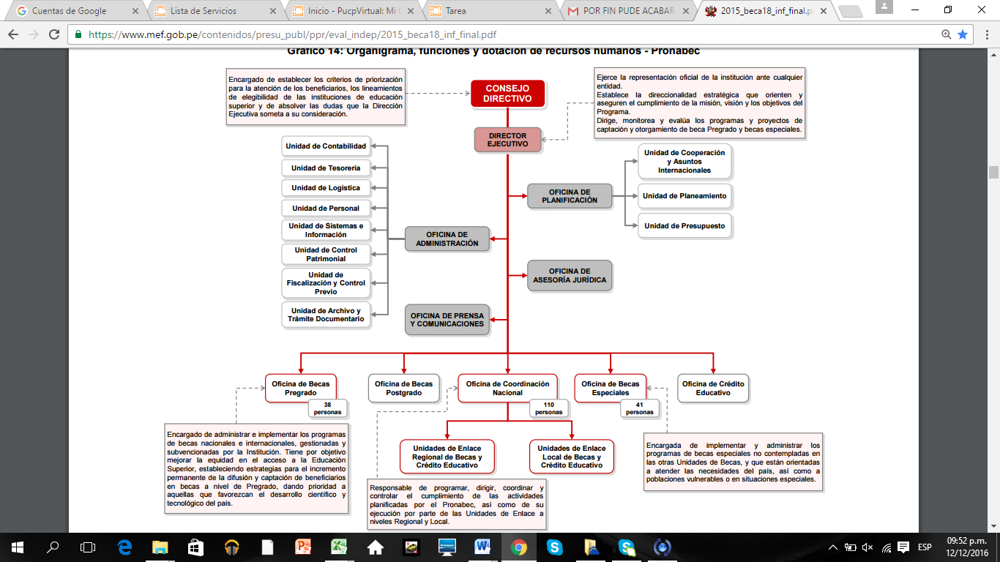 Cuentas de Google
Lista de Servicios
Inicio - PucpVirtual: Mi
Tarea
POR FIN PUDE ACABAR
2015_beca18_inf_final.p
https://www.mef.gob.pe/contenidos/presu_publ/ppr/eval_indep/2015_beca18_inf_final.pdf
Gráfico 14: Organigrama, funciones y dotación de recursos humanos - Pronabec
Encargado de establecer los criterios de priorización
para la atención de los beneficiarios, los lineamientos
de elegibilidad de las instituciones de educación
superior y de absolver las dudas que la Dirección
Ejecutiva someta a su consideración.
CONSEJO
DIRECTIVO
Ejerce la representación oficial de la institución ante cualquier
entidad.
Establece la direccionalidad estratégica que orienten y
aseguren el cumplimiento de la misión, visión y los objetivos del
Programa.
Dirige, monitorea y evalúa los programas y proyectos de
captación y otorgamiento de beca Pregrado y becas especiales.
DIRECTOR
EJECUTIVO
Unidad de Contabilidad
Unidad de Tesorería
Unidad de Logística
Unidad de Personal
Unidad de Sistemas e
Información
Unidad de Control
Patrimonial
Unidad de
Fiscalización y Control
Previo
Unidad de Archivo y
Trámite Documentario
OFICINA DE
ADMINISTRACIÓN
OFICINA DE PRENSA
Y COMUNICACIONES
OFICINA DE
PLANIFICACIÓN
OFICINA DE
ASESORÍA JURÍDICA
Unidad de Cooperación
y Asuntos
Internacionales
Unidad de Planeamiento
Unidad de Presupuesto
Oficina de Becas
Pregrado
38
personas
Oficina de Becas
Postgrado
Oficina de Coordinación
Nacional
110
personas
Oficina de Becas
Especiales
41
personas
Oficina de Crédito
Educativo
Unidades de Enlace
Regional de Becas y
Crédito Educativo
Unidades de Enlace
Local de Becas y
Crédito Educativo
Encargado de administrar e implementar los programas
de becas nacionales e internacionales, gestionadas y
subvencionadas por la Institución. Tiene por objetivo
mejorar la equidad en el acceso a la Educación
Superior, estableciendo estrategias para el incremento
permanente de la difusión y captación de beneficiarios
en becas a nivel de Pregrado, dando prioridad a
aquellas que favorezcan el desarrollo científico y
tecnológico del país.
Responsable de programar, dirigir, coordinar y
controlar el cumplimiento de las actividades
planificadas por el Pronabec, así como de su
ejecución por parte de las Unidades de Enlace a
niveles Regional y Local.
Encargada de implementar y administrar los
programas de becas especiales no contempladas en
las otras Unidades de Becas, y que están orientadas
a atender las necesidades del país, así como a
poblaciones vulnerables o en situaciones especiales.
ESP
09:52 p.m.
12/12/2016